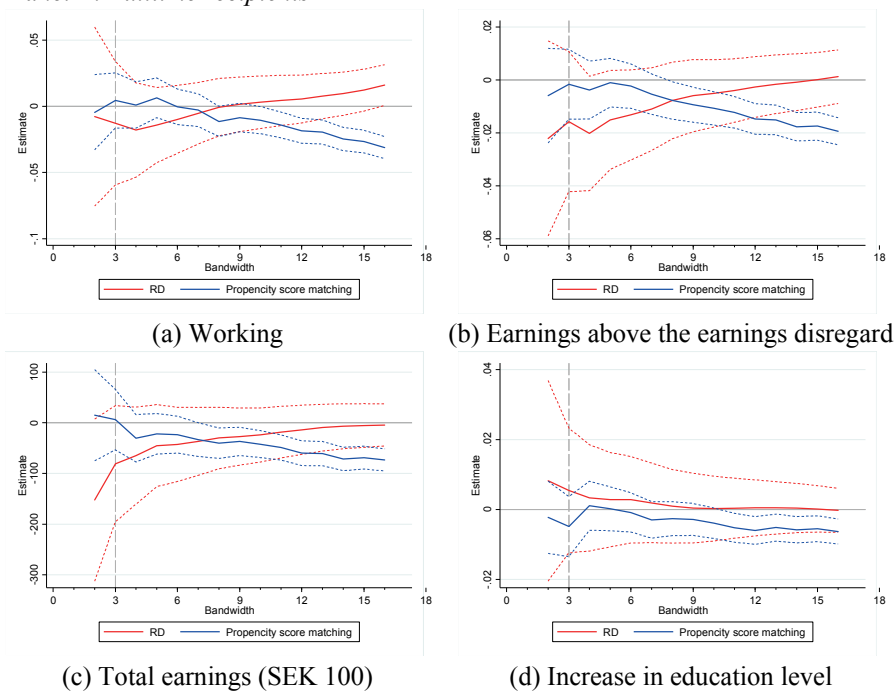 .05
0
-.05
-.1
Estimate
0
3
6
9
12
15
18
Bandwidth
RD
Propencity score matching
(a) Working
.02
0
-.02
-.04
-.06
Estimate
0
3
6
9
12
15
18
Bandwidth
RD
Propencity score matching
(b) Earnings above the earnings disregard
100
0
-100
-200
-300
Estimate
0
3
6
9
12
15
18
Bandwidth
RD
Propencity score matching
(c) Total earnings (SEK 100)
.04
.02
0
-.02
Estimate
0
3
6
9
12
15
18
Bandwidth
RD
Propencity score matching
(d) Increase in education level